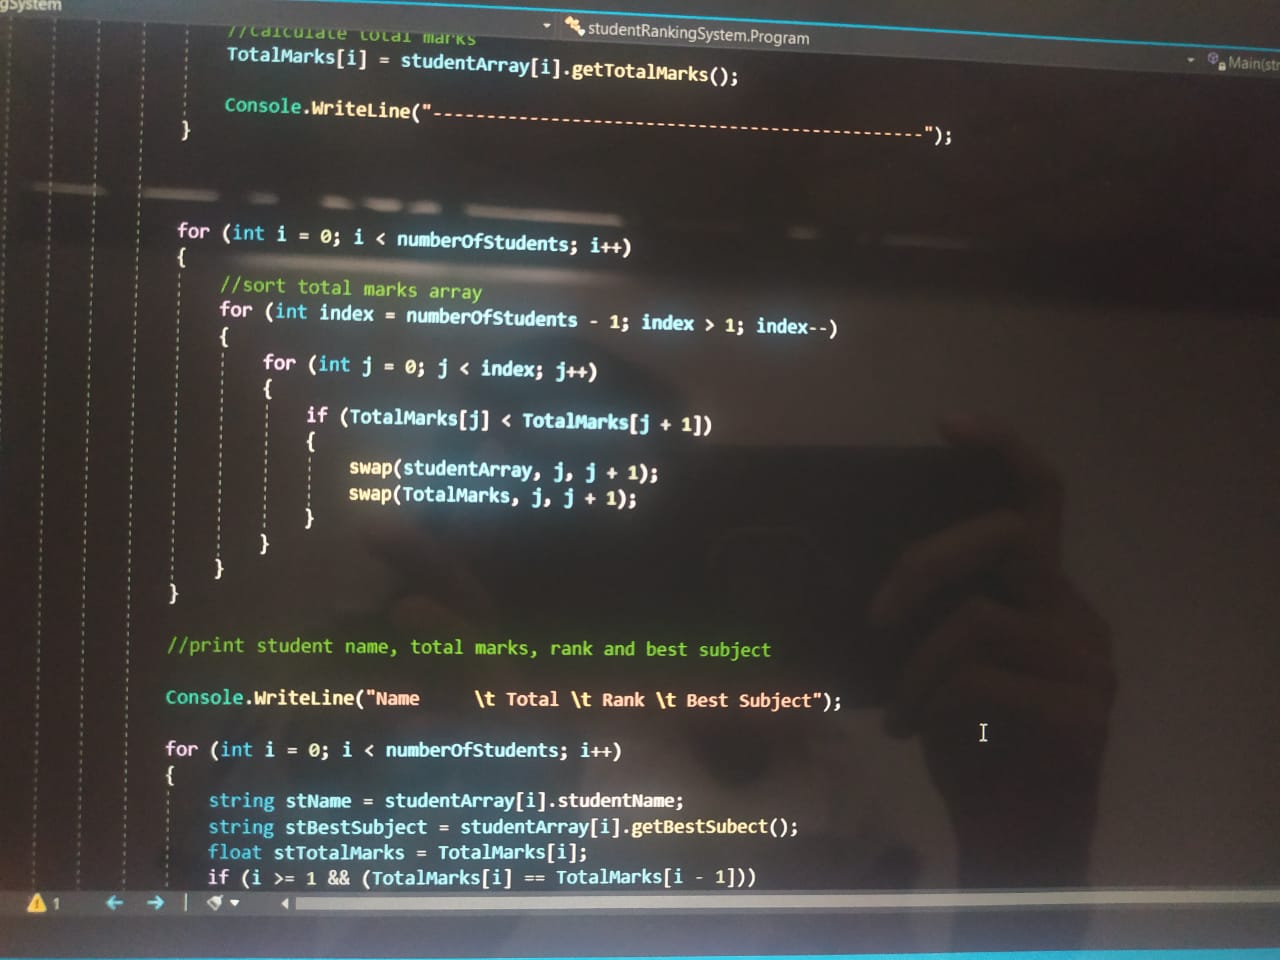 gSystem
studentRankingSystem.Program
Main(str
//calculate total marks
TotalMarks[i] = studentArray[i].getTotalMarks();
Console.WriteLine("-------------------------------------------------------");
}
for (int i = 0; i < numberOfStudents; i++)
{
//sort total marks array
for (int index = numberOfStudents - 1; index > 1; index--)
{
for (int j = 0; j < index; j++)
{
if (TotalMarks[j] < TotalMarks[j + 1])
{
swap(studentArray, j, j + 1);
swap(TotalMarks, j, j + 1);
}
}
}
}
//print student name, total marks, rank and best subject
Console.WriteLine("Name     \t Total \t Rank \t Best Subject");
for (int i = 0; i < numberOfStudents; i++)
{
string stName = studentArray[i].studentName;
string stBestSubject = studentArray[i].getBestSubect();
float stTotalMarks = TotalMarks[i];
if (i >= 1 && (TotalMarks[i] == TotalMarks[i - 1]))
1